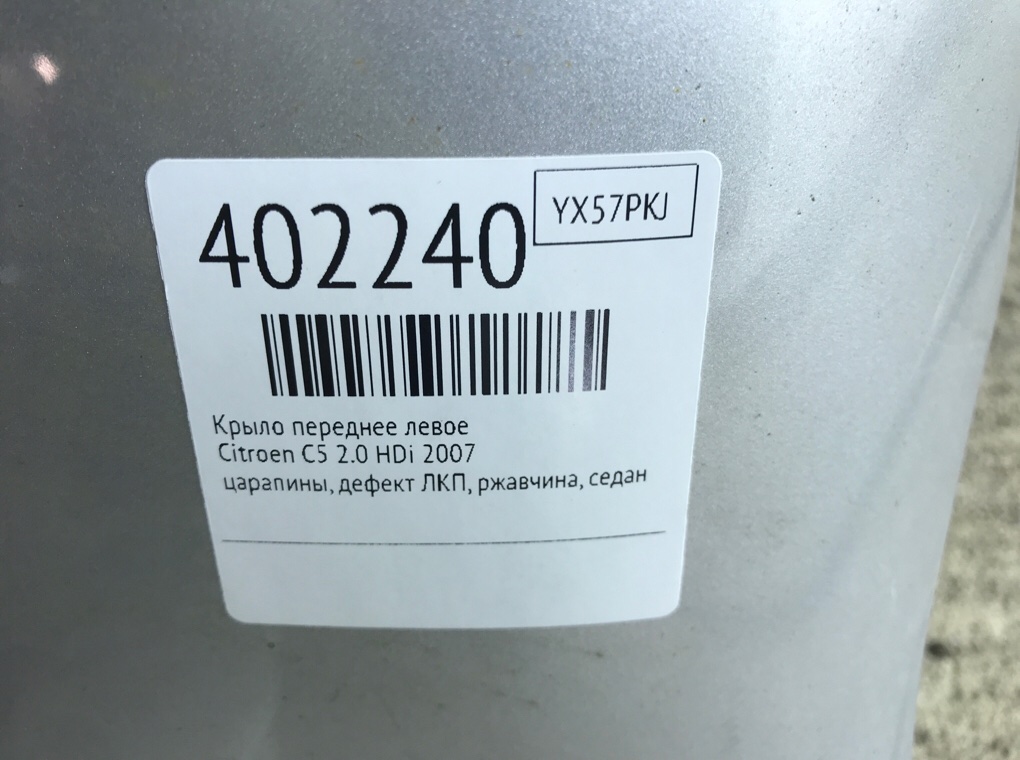 402240
YX57PKJ
Крыло переднее левое
Citroen C5 2.0 HDi 2007
царапины, дефект ЛКП, ржавчина, седан